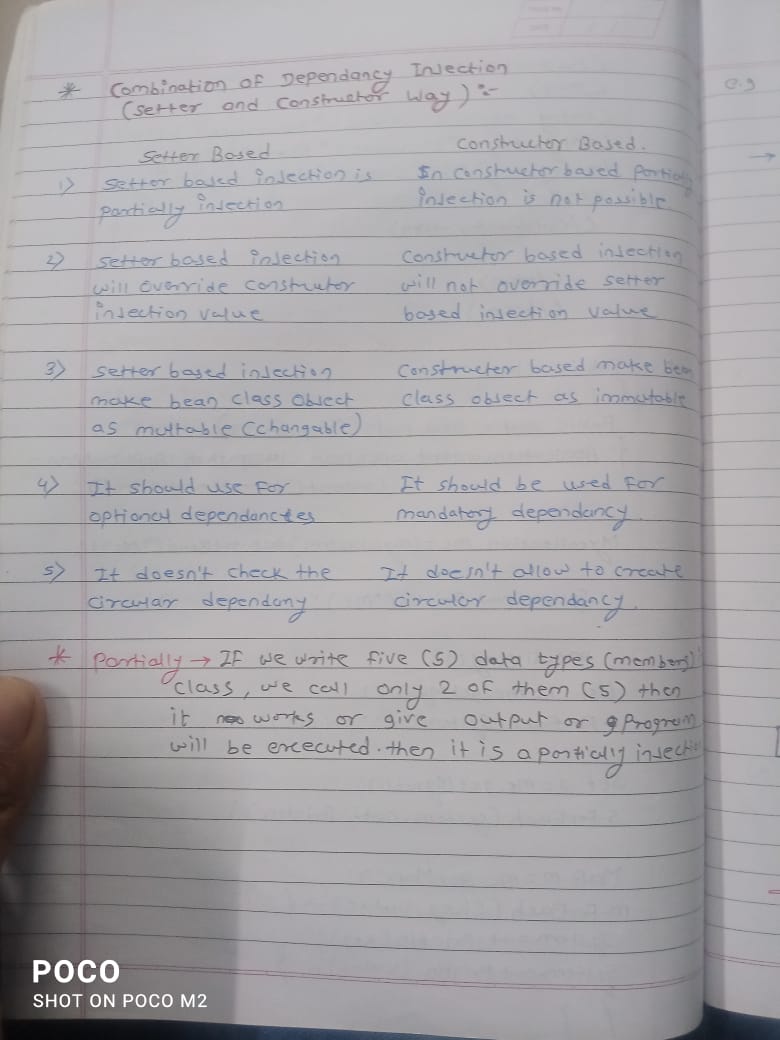 * Combination of Dependancy Injection
(Setter and Constructor Way) :-
Setter Based Constructor Based.
1) Setter based injection is In constructor based partially
partially injection injection is not possible
2) Setter based injection Constructor based injection
will override construter will not override setter
injection value based injection value
3) Setter based injection Constructer based make bean
make bean class object class object as immutable
as muttable (changable)
4) It should use for It should be used for
optional dependancies mandatory dependancy.
5) It doesn't check the It doesn't allow to create
circular dependany circular dependancy.
* Partially → IF we write five (5) data types (members)
class, we call only 2 of them (5) then
it works or give output or program
will be excecuted. then it is a partially injection
e.g
→
POCO
SHOT ON POCO M2